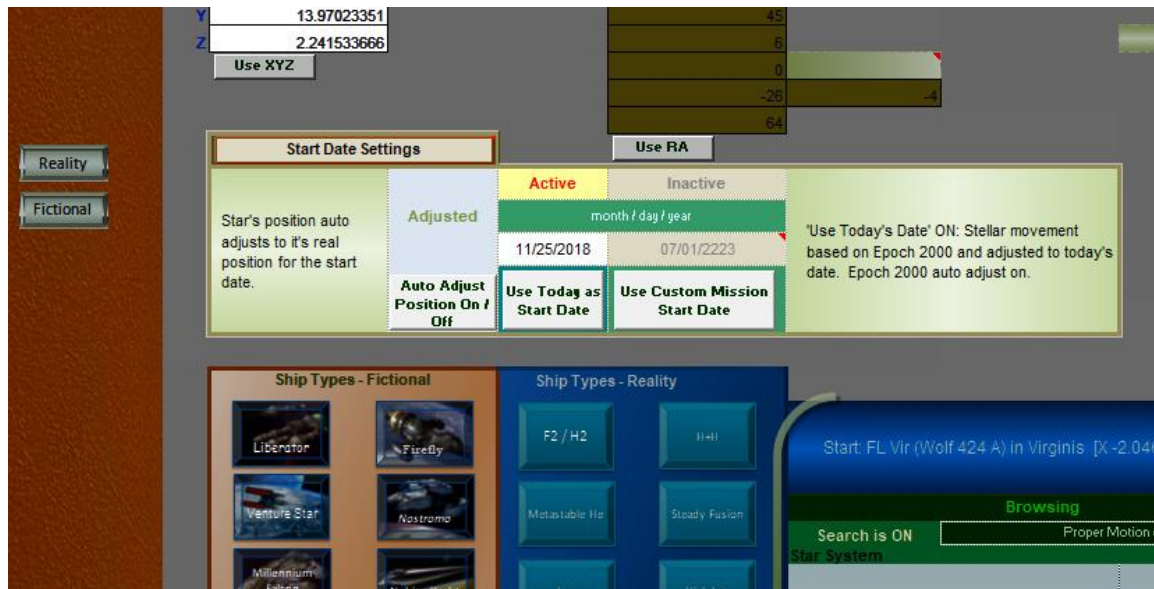 Y 13.97023351 45
Z 2.241533666 6
Use XYZ 0
-26 -4
64
Start Date Settings Use RA
Reality
Fictional
Active Inactive
Adjusted
month / day / year
Star's position auto
adjusts to it's real
position for the start
date.
11/25/2018 07/01/2223
'Use Today's Date' ON: Stellar movement
based on Epoch 2000 and adjusted to today's
date. Epoch 2000 auto adjust on.
Auto Adjust
Position On /
Off
Use Today as
Start Date
Use Custom Mission
Start Date
Ship Types - Fictional Ship Types - Reality
Liberator Firefly F2 / H2
Start: FL Vir (Wolf 424 A) in Virginis [X -2.04
Venture Star Nostromo Metastable He Steady Fusion
Browsing
Search is ON Proper Motion
Star System
Millennium